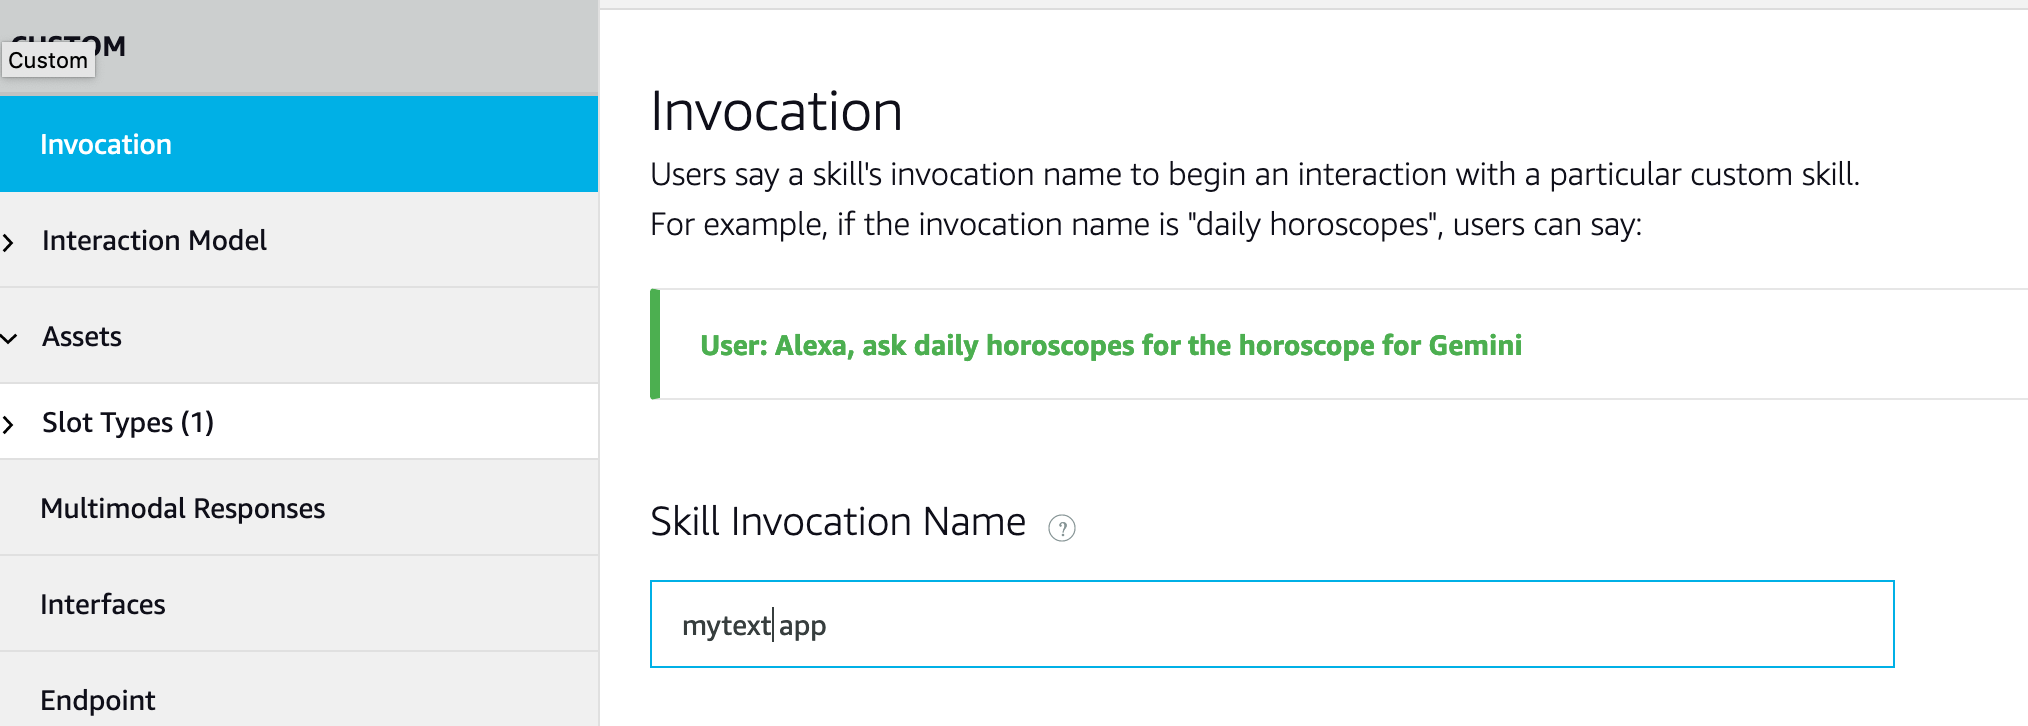 CUSTOM
Custom
Invocation
Interaction Model
Assets
Slot Types (1)
Multimodal Responses
Interfaces
Endpoint
Invocation
Users say a skill's invocation name to begin an interaction with a particular custom skill.
For example, if the invocation name is "daily horoscopes", users can say:
User: Alexa, ask daily horoscopes for the horoscope for Gemini
Skill Invocation Name ?
mytext app